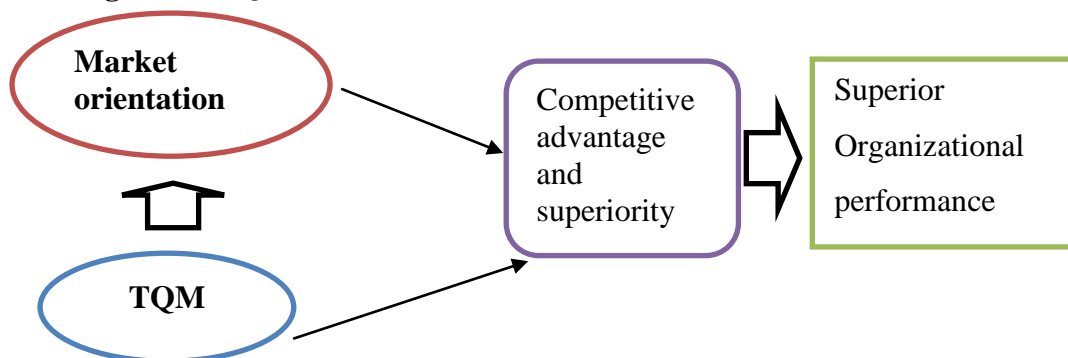 Market
orientation
Competitive
advantage
and
superiority
Superior
Organizational
performance
TQM